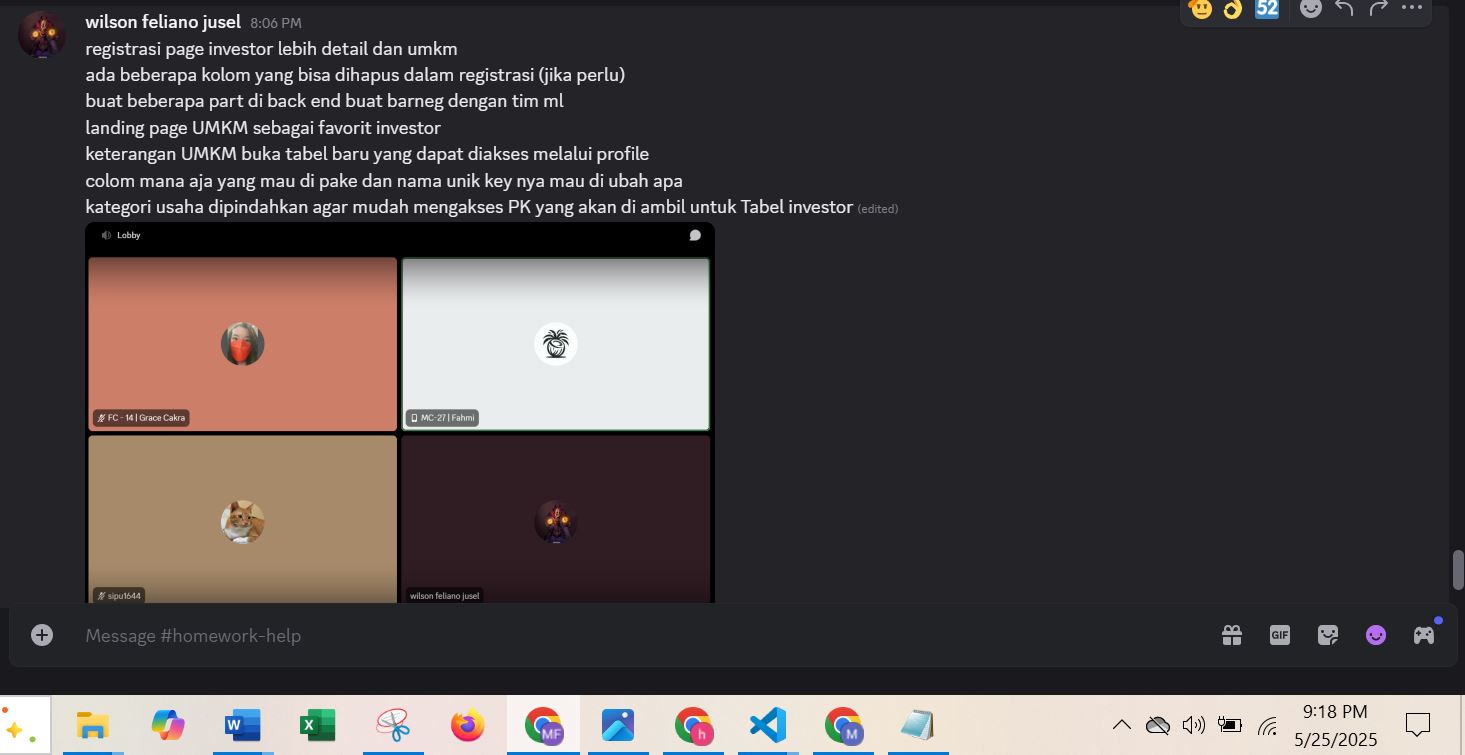 wilson feliano jusel 8:06 PM
52
registrasi page investor lebih detail dan umkm
ada beberapa kolom yang bisa dihapus dalam registrasi (jika perlu)
buat beberapa part di back end buat barneg dengan tim ml
landing page UMKM sebagai favorit investor
keterangan UMKM buka tabel baru yang dapat diakses melalui profile
colom mana aja yang mau di pake dan nama unik key nya mau di ubah apa
kategori usaha dipindahkan agar mudah mengakses PK yang akan di ambil untuk Tabel investor (edited)
Lobby
FC - 14 | Grace Cakra
MC-27 | Fahmi
sipu1644
wilson feliano jusel
Message #homework-help
GIF
W
X
MF
h
M
9:18 PM
5/25/2025